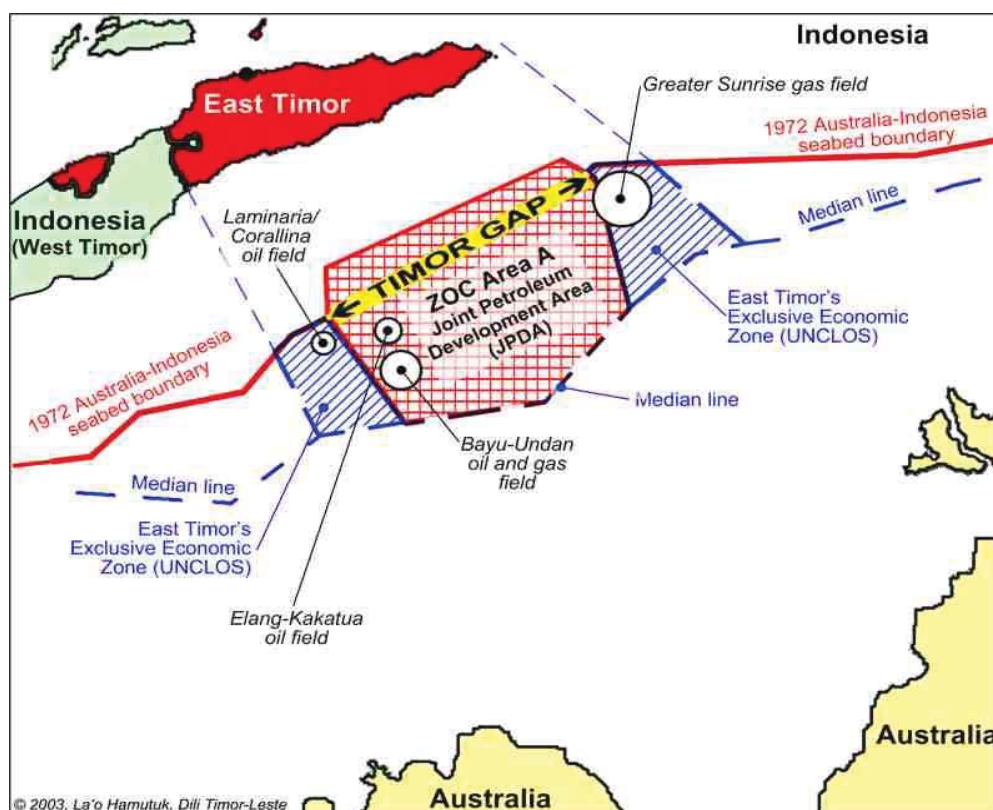 Indonesia
Greater Sunrise gas field
East Timor
1972 Australia-Indonesia
seabed boundary
Median line
Indonesia
(West Timor)
Laminaria/
Corallina
oil field
TIMOR GAP
ZOC Area A
Joint Petroleum
Development Area
(JPDA)
East Timor's
Exclusive Economic
Zone (UNCLOS)
1972 Australia-Indonesia
seabed boundary
Median line
Bayu-Undan
oil and gas
field
Median line
East Timor's
Exclusive Economic
Zone (UNCLOS)
Elang-Kakatua
oil field
Australia
Australia
© 2003, La'o Hamutuk, Dili Timor-Leste